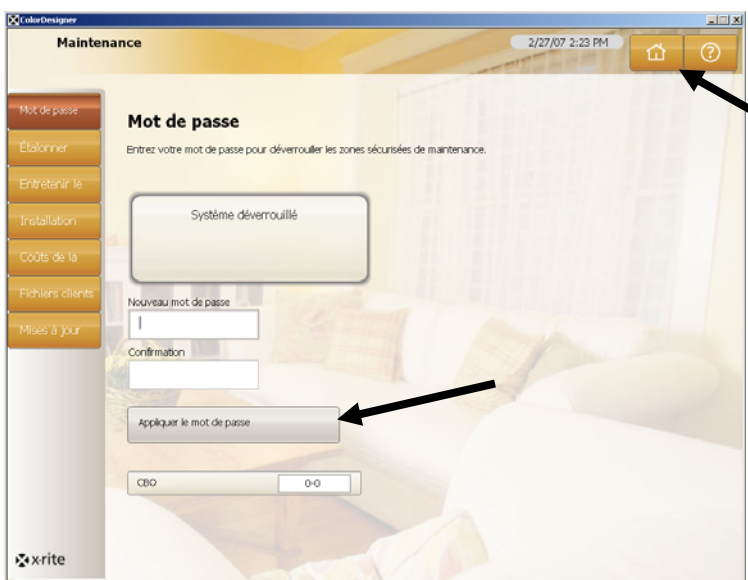 ColorDesigner
Maintenance
2/27/07 2:23 PM
?
Mot de passe
Étalonner
Entretenir le
Installation
Coûts de la
Fichiers clients
Mises à jour
Mot de passe
Entrez votre mot de passe pour déverrouiller les zones sécurisées de maintenance.
Système déverrouillé
Nouveau mot de passe
Confirmation
Appliquer le mot de passe
CBQ 0-0
x-rite